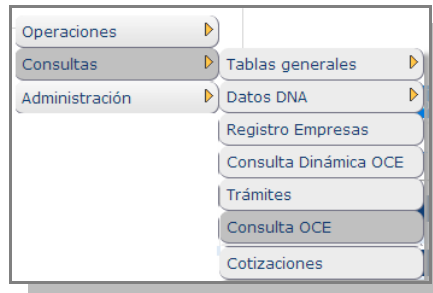 Operaciones
Consultas
Administración
Tablas generales
Datos DNA
Registro Empresas
Consulta Dinámica OCE
Trámites
Consulta OCE
Cotizaciones